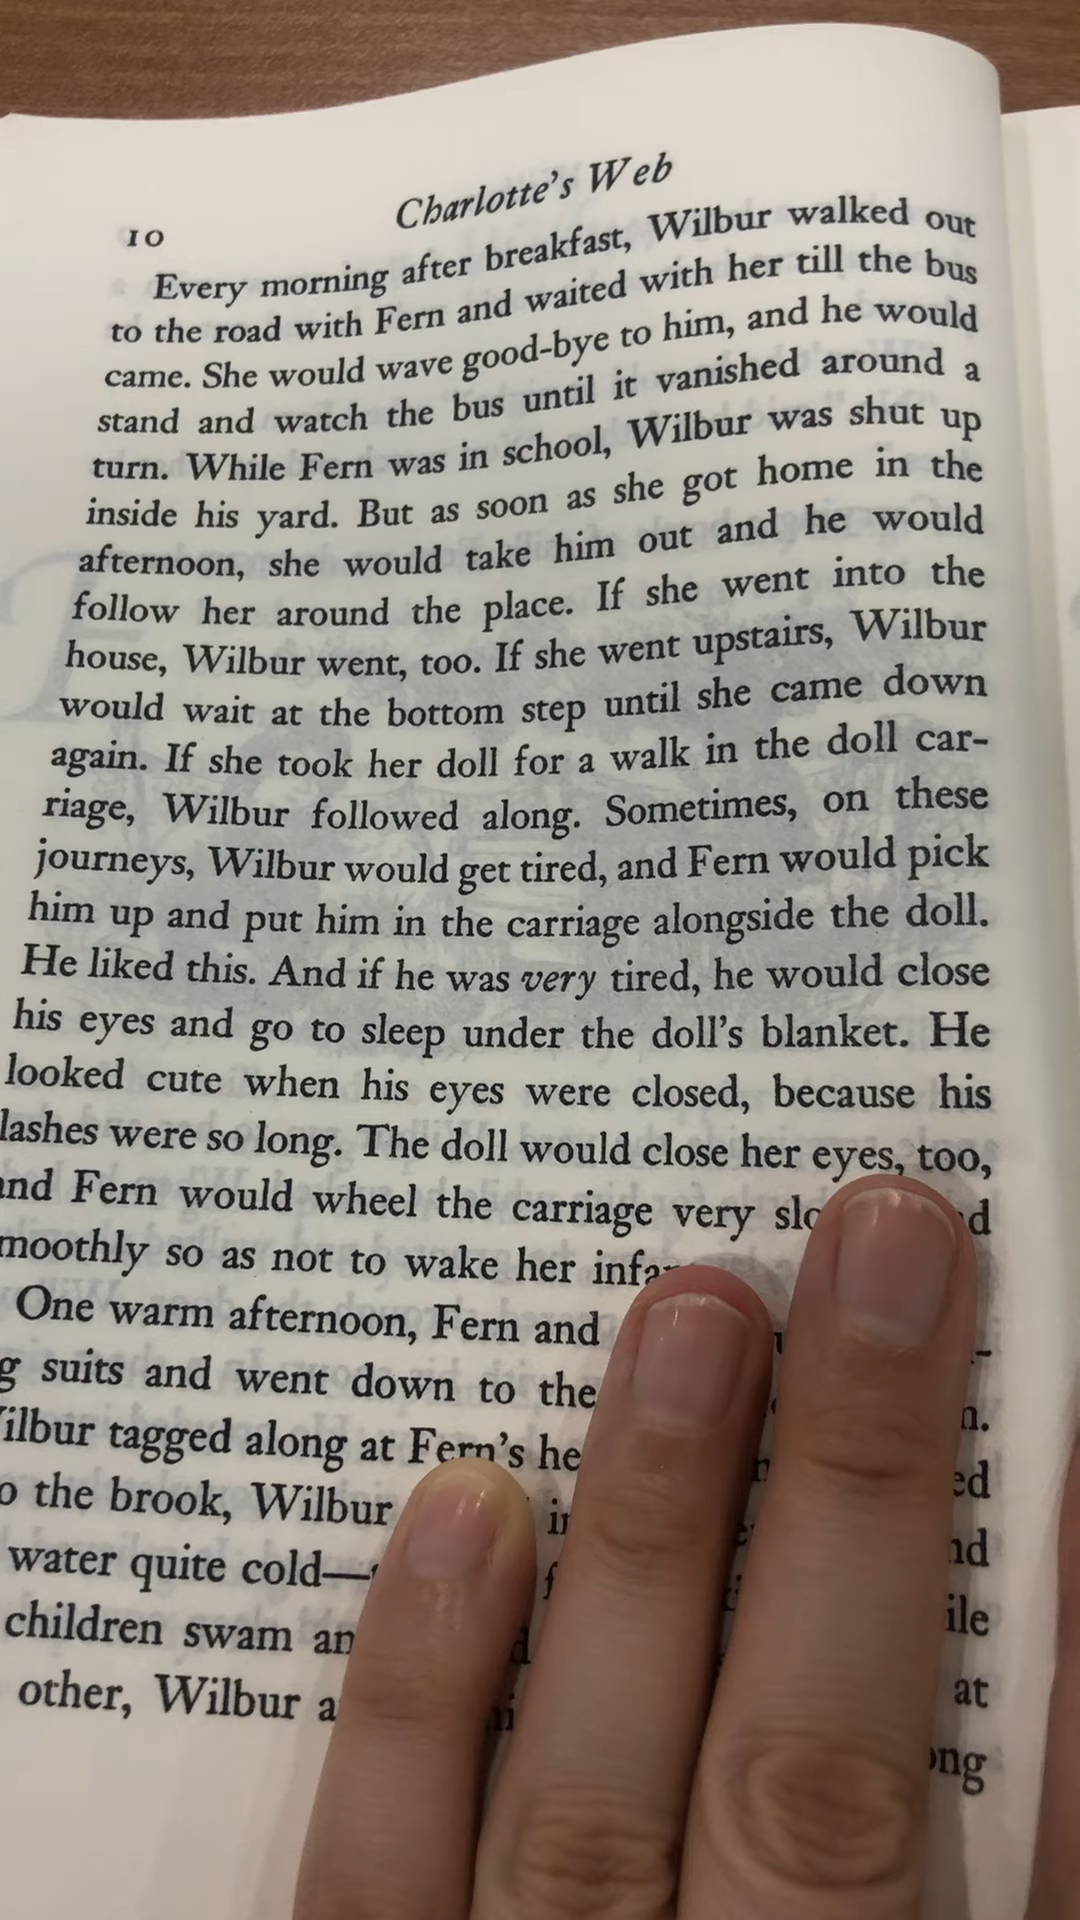 Charlotte's Web
10
Every morning after breakfast, Wilbur walked out
to the road with Fern and waited with her till the bus
came. She would wave good-bye to him, and he would
stand and watch the bus until it vanished around a
turn. While Fern was in school, Wilbur was shut up
inside his yard. But as soon as she got home in the
afternoon, she would take him out and he would
follow her around the place. If she went into the
house, Wilbur went, too. If she went upstairs, Wilbur
would wait at the bottom step until she came down
again. If she took her doll for a walk in the doll car-
riage, Wilbur followed along. Sometimes, on these
journeys, Wilbur would get tired, and Fern would pick
him up and put him in the carriage alongside the doll.
He liked this. And if he was very tired, he would close
his eyes and go to sleep under the doll's blanket. He
looked cute when his eyes were closed, because his
lashes were so long. The doll would close her eyes, too,
Fern would wheel the carriage very
so as not to wake her
One warm afternoon, Fern and
suits and went down to the
tagged along at Fern's
the brook, Wilbur
water quite cold—
children swam
other, Wilbur
at